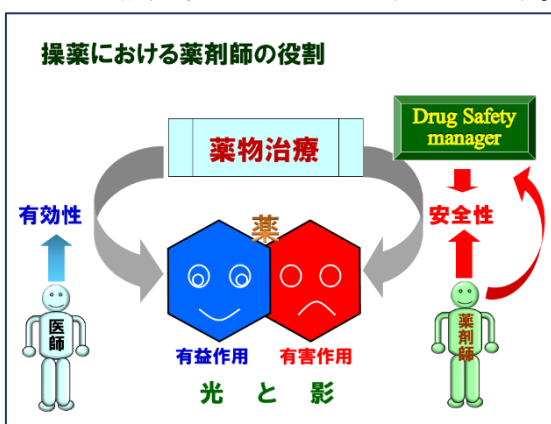 操薬における薬剤師の役割
Drug Safety
manager
薬物治療
有効性
薬
安全性
医師
薬剤師
有益作用
有害作用
光 と 影